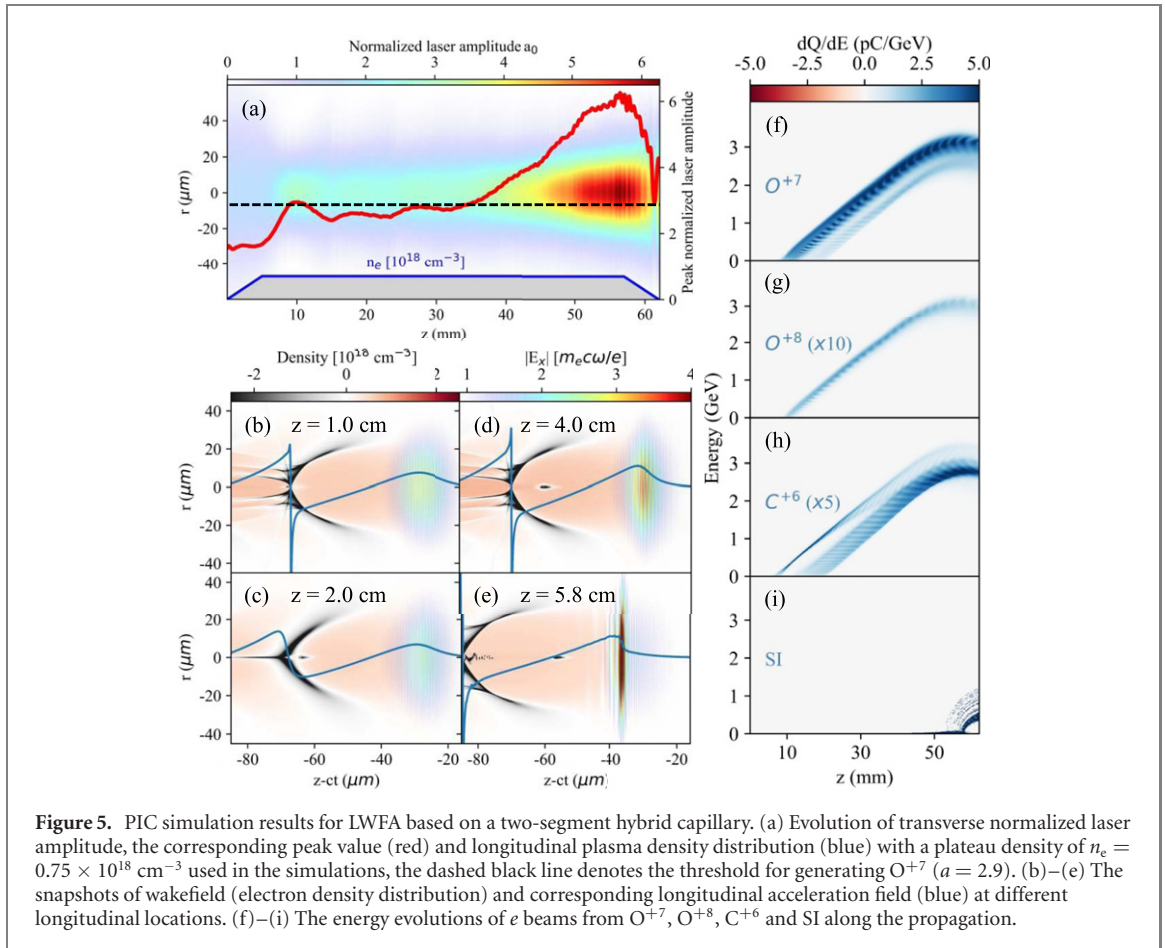 Normalized laser amplitude a₀
0 1 2 3 4 5 6
(a)
40
20
0
-20
-40
r (μm)
6
4
2
0
Peak normalized laser amplitude
nₑ [10¹⁸ cm⁻³]
10 20 30 40 50 60
z (mm)
Density [10¹⁸ cm⁻³]
-2 0 2
|Eₓ| [mₑcω/e]
1 2 3 4
(b) z = 1.0 cm
(d) z = 4.0 cm
40
20
0
-20
-40
r (μm)
(c) z = 2.0 cm
(e) z = 5.8 cm
40
20
0
-20
-40
r (μm)
-80 -60 -40 -20
z-ct (μm)
-80 -60 -40 -20
z-ct (μm)
dQ/dE (pC/GeV)
-5.0 -2.5 0.0 2.5 5.0
(f)
3
2
1
0
O⁺⁷
(g)
3
2
1
0
O⁺⁸ (x10)
Energy (GeV)
(h)
3
2
1
0
C⁺⁶ (x5)
(i)
3
2
1
0
SI
10 30 50
z (mm)
Figure 5. PIC simulation results for LWFA based on a two-segment hybrid capillary. (a) Evolution of transverse normalized laser
amplitude, the corresponding peak value (red) and longitudinal plasma density distribution (blue) with a plateau density of nₑ =
0.75 × 10¹⁸ cm⁻³ used in the simulations, the dashed black line denotes the threshold for generating O⁺⁷ (a = 2.9). (b)–(e) The
snapshots of wakefield (electron density distribution) and corresponding longitudinal acceleration field (blue) at different
longitudinal locations. (f)–(i) The energy evolutions of e beams from O⁺⁷, O⁺⁸, C⁺⁶ and SI along the propagation.